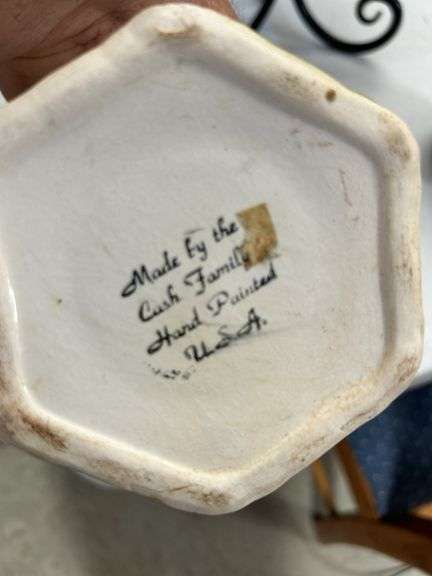 Made by the
Cash Family
Hand Painted
U.S.A.